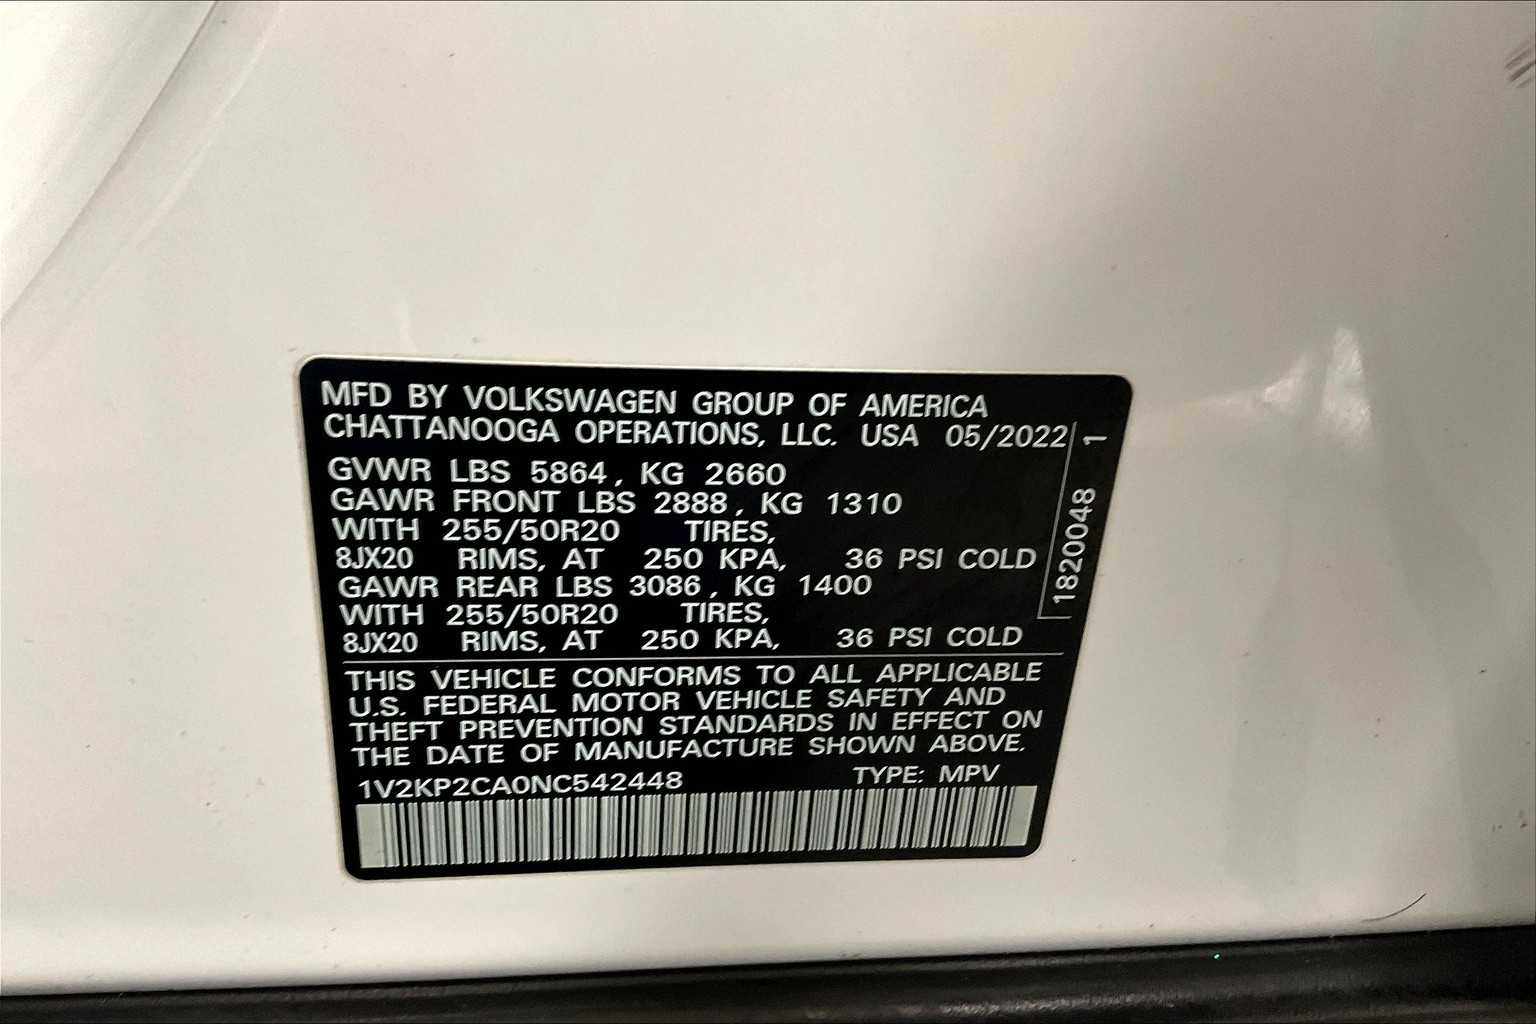 MFD BY VOLKSWAGEN GROUP OF AMERICA
CHATTANOOGA OPERATIONS, LLC. USA 05/2022
GVWR LBS 5864, KG 2660
GAWR FRONT LBS 2888, KG 1310
WITH 255/50R20 TIRES,
8JX20 RIMS, AT 250 KPA, 36 PSI COLD
GAWR REAR LBS 3086, KG 1400
WITH 255/50R20 TIRES,
8JX20 RIMS, AT 250 KPA, 36 PSI COLD
THIS VEHICLE CONFORMS TO ALL APPLICABLE
U.S. FEDERAL MOTOR VEHICLE SAFETY AND
THEFT PREVENTION STANDARDS IN EFFECT ON
THE DATE OF MANUFACTURE SHOWN ABOVE.
1V2KP2CA0NC542448 TYPE: MPV
1820048 1